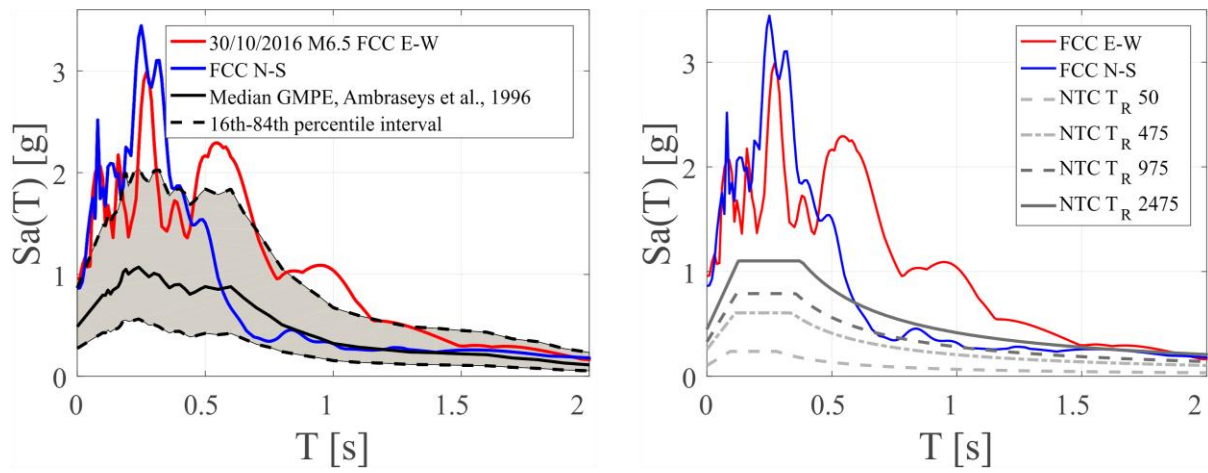 30/10/2016 M6.5 FCC E-W
FCC N-S
Median GMPE, Ambraseys et al., 1996
16th-84th percentile interval
3
2
1
0
Sa(T) [g]
0
0.5
1
1.5
2
T [s]
FCC E-W
FCC N-S
NTC T_R 50
NTC T_R 475
NTC T_R 975
NTC T_R 2475
3
2
1
0
Sa(T) [g]
0
0.5
1
1.5
2
T [s]